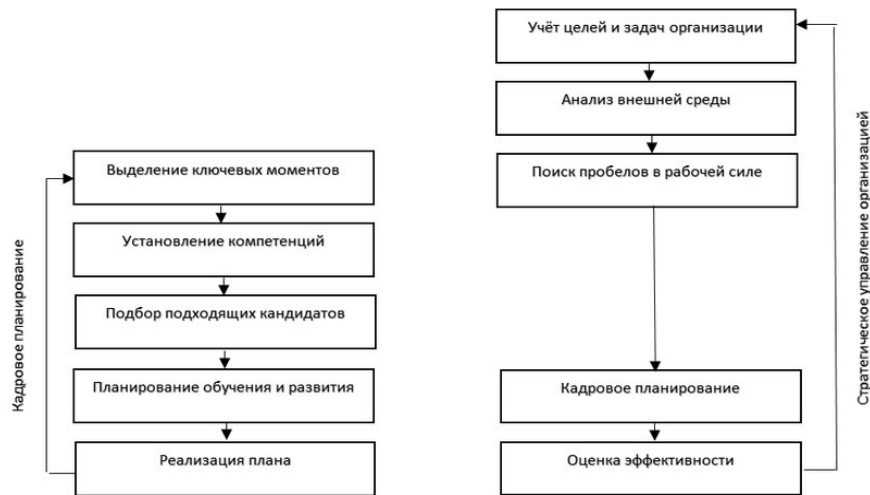 Кадровое планирование
Выделение ключевых моментов
Установление компетенций
Подбор подходящих кандидатов
Планирование обучения и развития
Реализация плана
Учёт целей и задач организации
Анализ внешней среды
Поиск пробелов в рабочей силе
Кадровое планирование
Оценка эффективности
Стратегическое управление организацией